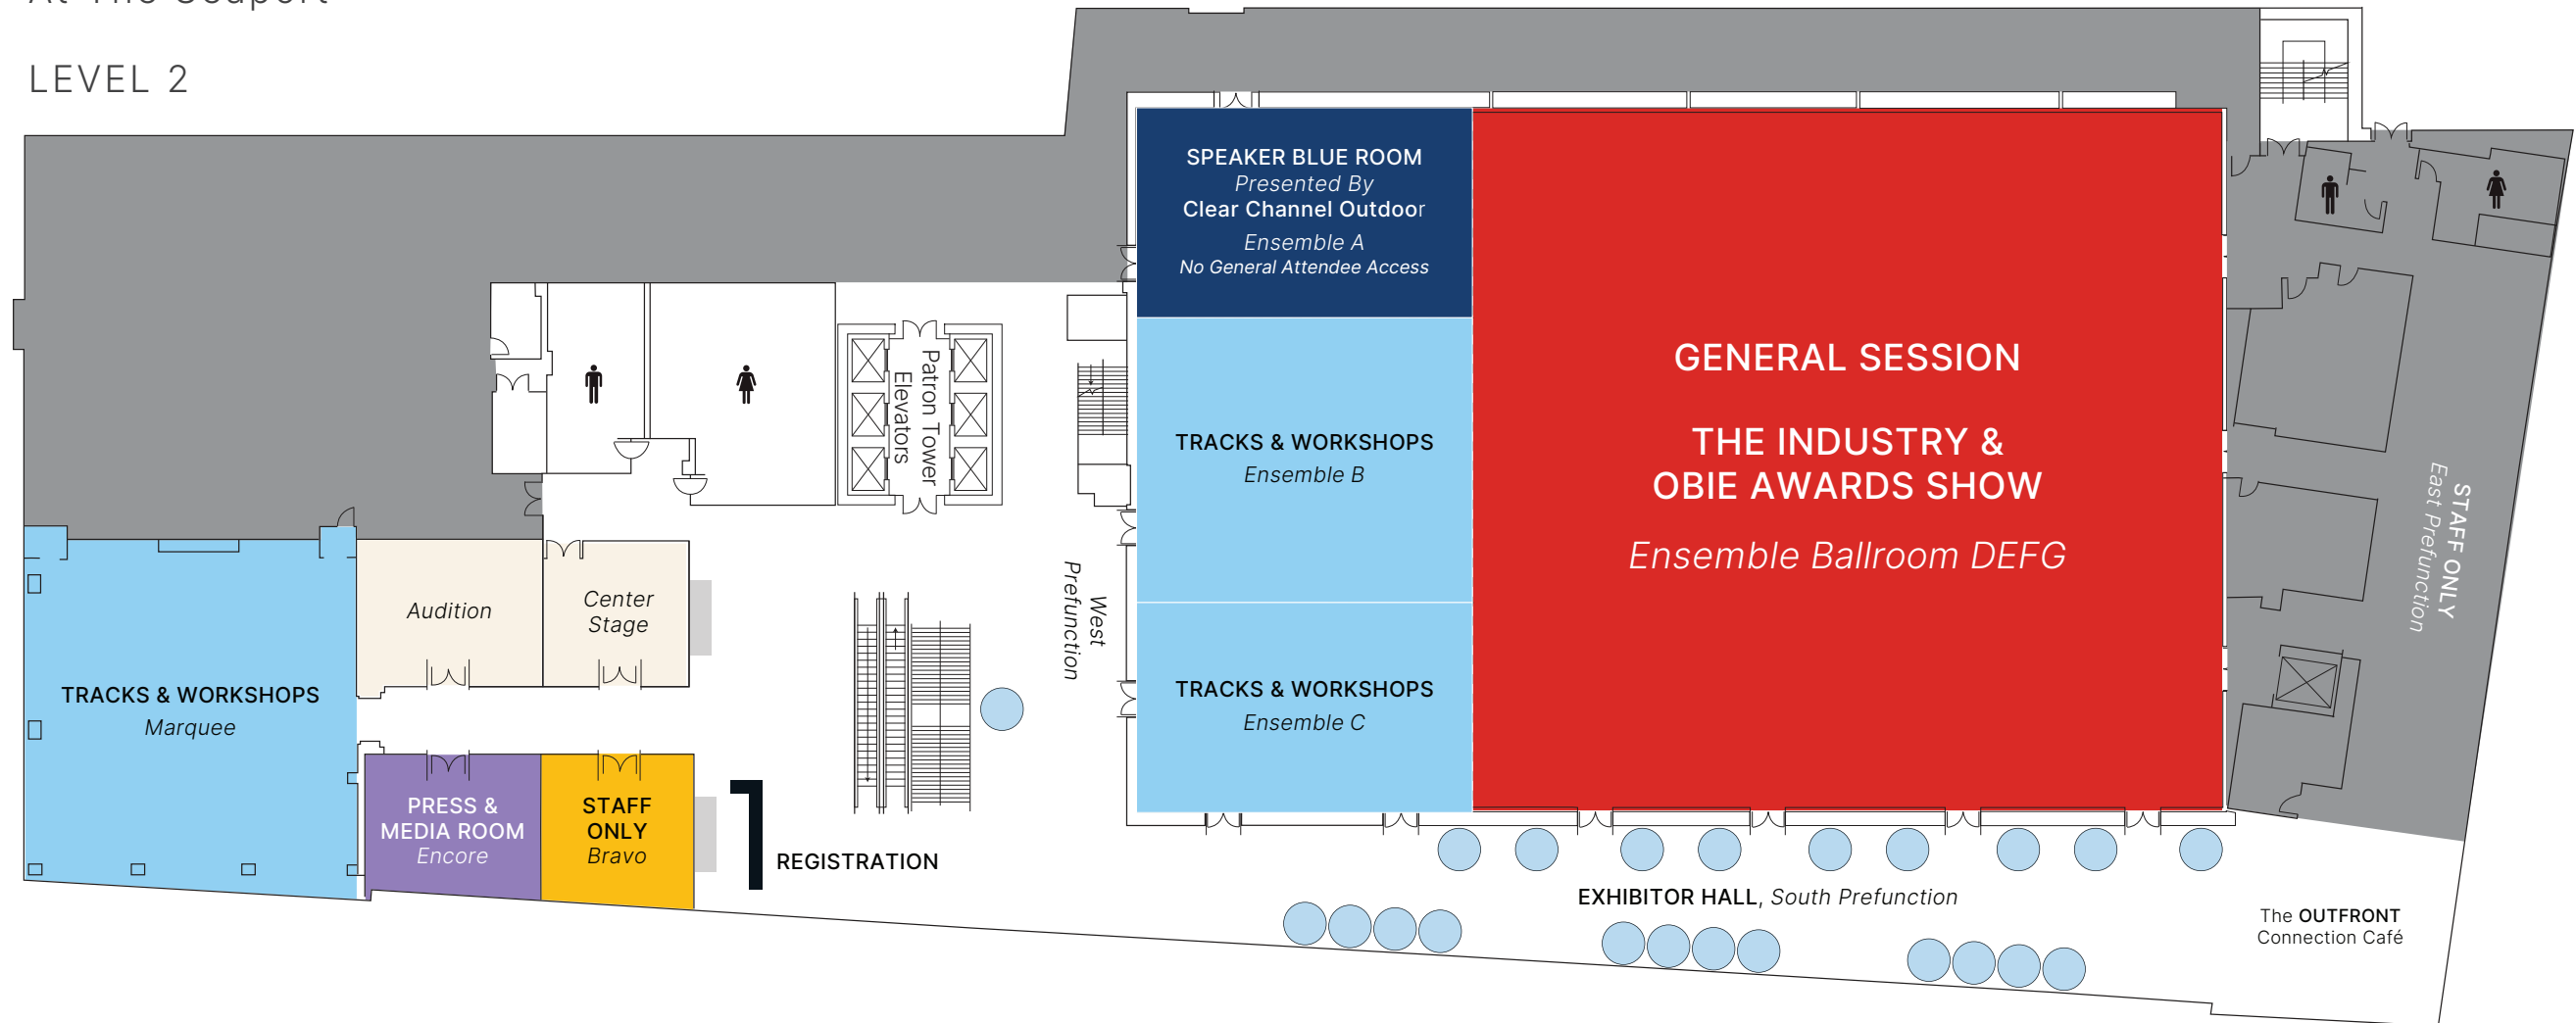 At The Seaport
LEVEL 2
SPEAKER BLUE ROOM
Presented By
Clear Channel Outdoor
Ensemble A
No General Attendee Access
TRACKS & WORKSHOPS
Ensemble B
TRACKS & WORKSHOPS
Ensemble C
GENERAL SESSION
THE INDUSTRY &
OBIE AWARDS SHOW
Ensemble Ballroom DEFG
STAFF ONLY
East Prefunction
Patron Tower
Elevators
West
Prefunction
Audition
Center
Stage
TRACKS & WORKSHOPS
Marquee
PRESS &
MEDIA ROOM
Encore
STAFF
ONLY
Bravo
REGISTRATION
EXHIBITOR HALL, South Prefunction
The OUTFRONT
Connection Café